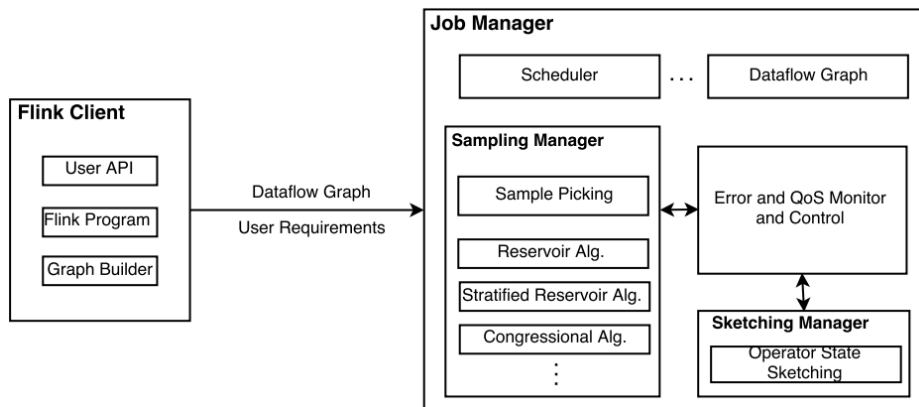 Flink Client
User API
Flink Program
Graph Builder
Dataflow Graph
User Requirements
Job Manager
Scheduler
. . .
Dataflow Graph
Sampling Manager
Sample Picking
Reservoir Alg.
Stratified Reservoir Alg.
Congressional Alg.
Error and QoS Monitor
and Control
Sketching Manager
Operator State
Sketching